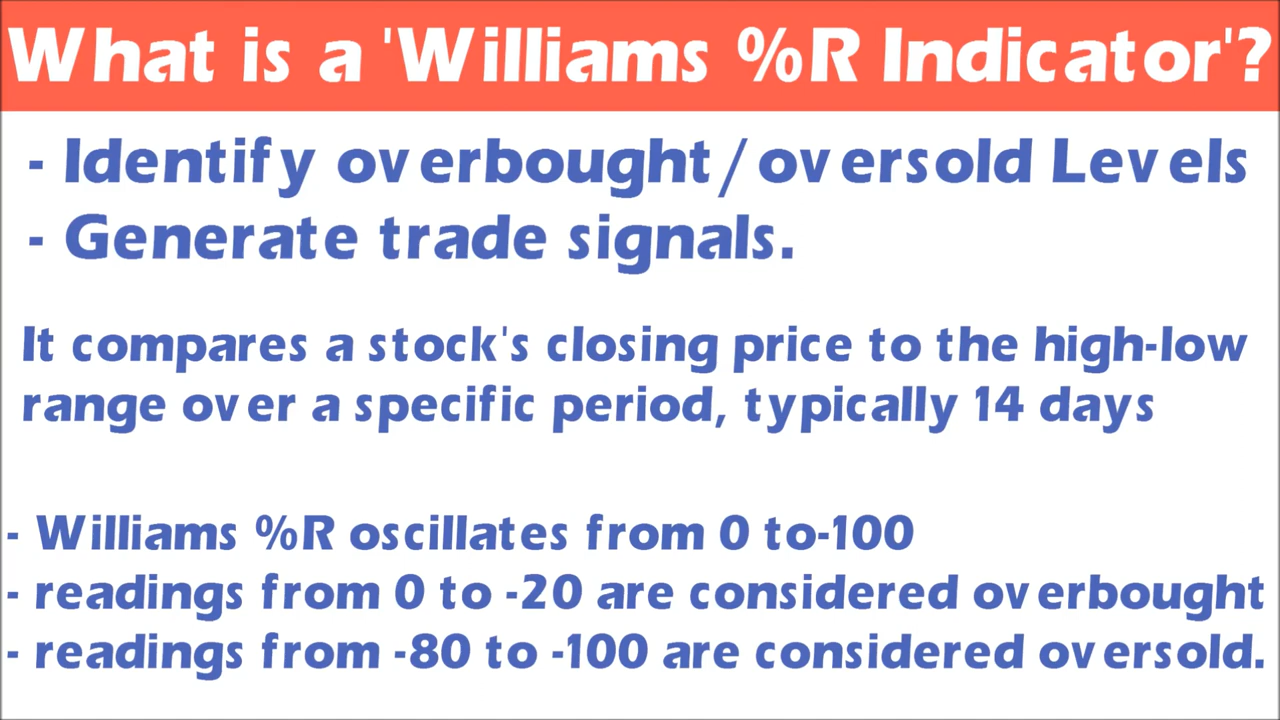 What is a 'Williams %R Indicator'?
- Identify overbought/oversold Levels
- Generate trade signals.
It compares a stock's closing price to the high-low
range over a specific period, typically 14 days
- Williams %R oscillates from 0 to-100
- readings from 0 to -20 are considered overbought
- readings from -80 to -100 are considered oversold.